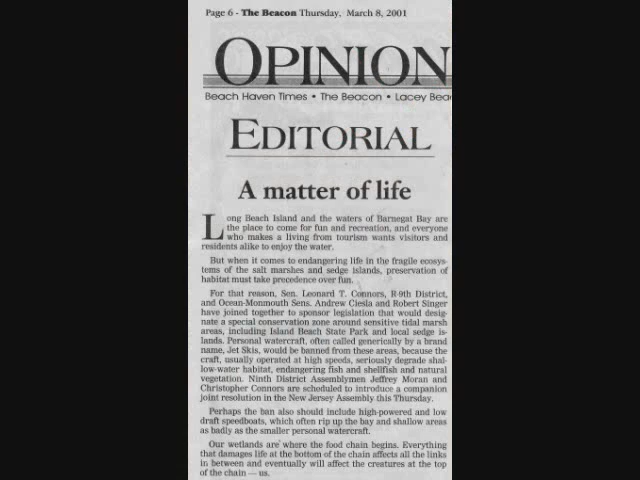 Page 6 - The Beacon Thursday, March 8, 2001
OPINION
Beach Haven Times • The Beacon • Lacey Bea
EDITORIAL
A matter of life
Long Beach Island and the waters of Barnegat Bay are
the place to come for fun and recreation, and everyone
who makes a living from tourism wants visitors and
residents alike to enjoy the water.
But when it comes to endangering life in the fragile ecosys-
tems of the salt marshes and sedge islands, preservation of
habitat must take precedence over fun.
For that reason, Sen. Leonard T. Connors, R-9th District,
and Ocean-Monmouth Sens. Andrew Ciesla and Robert Singer
have joined together to sponsor legislation that would desig-
nate a special conservation zone around sensitive tidal marsh
areas, including Island Beach State Park and local sedge is-
lands. Personal watercraft, often called generically by a brand
name, Jet Skis, would be banned from these areas, because the
craft, usually operated at high speeds, seriously degrade shal-
low-water habitat, endangering fish and shellfish and natural
vegetation. Ninth District Assemblymen Jeffrey Moran and
Christopher Connors are scheduled to introduce a companion
joint resolution in the New Jersey Assembly this Thursday.
Perhaps the ban also should include high-powered and low
draft speedboats, which often rip up the bay and shallow areas
as badly as the smaller personal watercraft.
Our wetlands are where the food chain begins. Everything
that damages life at the bottom of the chain affects all the links
in between and eventually will affect the creatures at the top
of the chain — us.